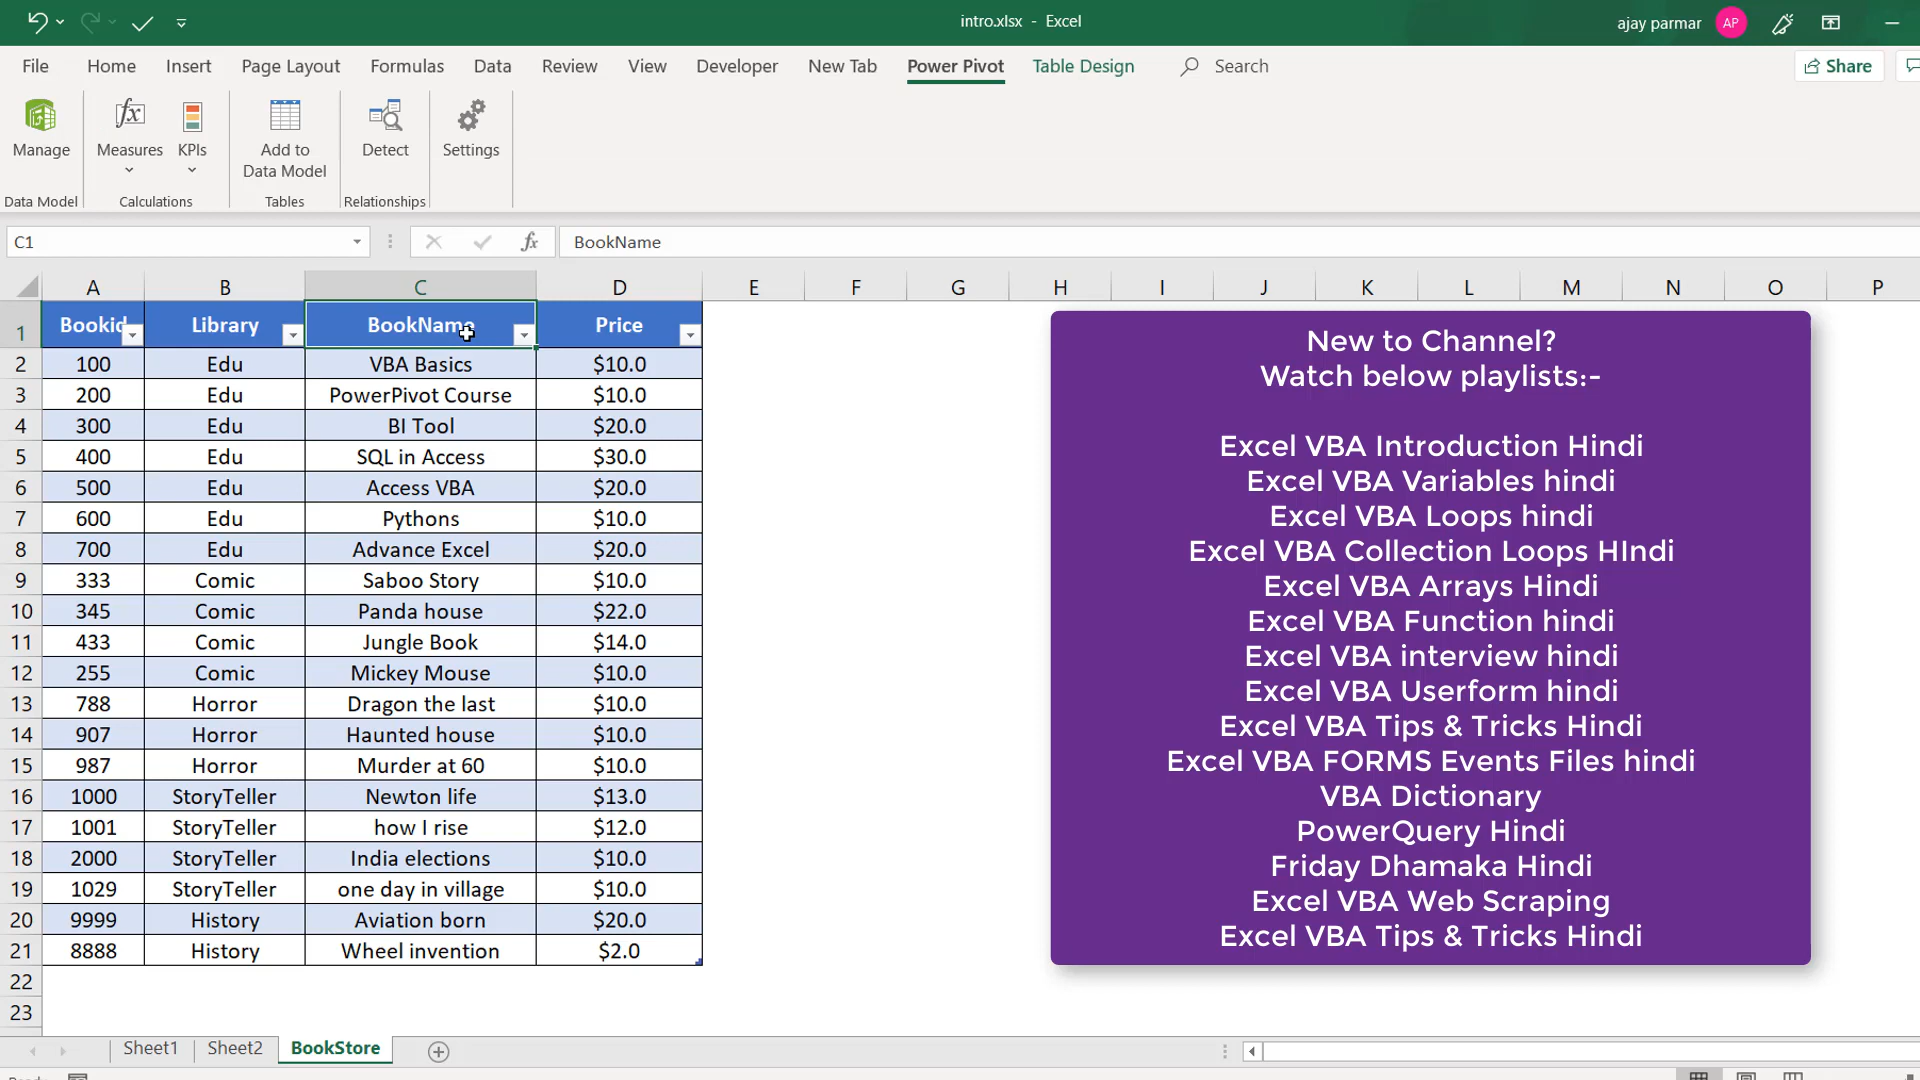 intro.xlsx - Excel
ajay parmar AP
File Home Insert Page Layout Formulas Data Review View Developer New Tab Power Pivot Table Design Search Share
Manage
Measures
KPIs
Add to
Data Model
Detect
Settings
Data Model Calculations Tables Relationships
C1 fx BookName
A B C D E F G H I J K L M N O P
1 Bookid Library BookName Price
2 100 Edu VBA Basics $10.0
3 200 Edu PowerPivot Course $10.0
4 300 Edu BI Tool $20.0
5 400 Edu SQL in Access $30.0
6 500 Edu Access VBA $20.0
7 600 Edu Pythons $10.0
8 700 Edu Advance Excel $20.0
9 333 Comic Saboo Story $10.0
10 345 Comic Panda house $22.0
11 433 Comic Jungle Book $14.0
12 255 Comic Mickey Mouse $10.0
13 788 Horror Dragon the last $10.0
14 907 Horror Haunted house $10.0
15 987 Horror Murder at 60 $10.0
16 1000 StoryTeller Newton life $13.0
17 1001 StoryTeller how I rise $12.0
18 2000 StoryTeller India elections $10.0
19 1029 StoryTeller one day in village $10.0
20 9999 History Aviation born $20.0
21 8888 History Wheel invention $2.0
22
23
New to Channel?
Watch below playlists:-
Excel VBA Introduction Hindi
Excel VBA Variables hindi
Excel VBA Loops hindi
Excel VBA Collection Loops HIndi
Excel VBA Arrays Hindi
Excel VBA Function hindi
Excel VBA interview hindi
Excel VBA Userform hindi
Excel VBA Tips & Tricks Hindi
Excel VBA FORMS Events Files hindi
VBA Dictionary
PowerQuery Hindi
Friday Dhamaka Hindi
Excel VBA Web Scraping
Excel VBA Tips & Tricks Hindi
Sheet1 Sheet2 BookStore